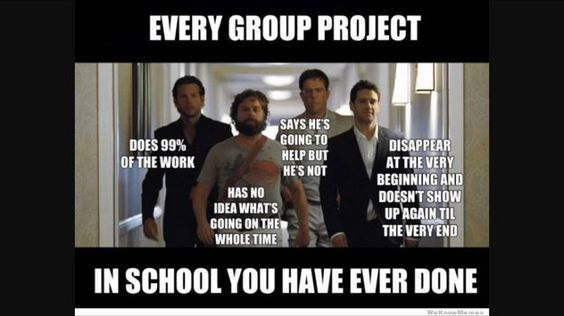 EVERY GROUP PROJECT
DOES 99%
OF THE WORK
HAS NO
IDEA WHAT'S
GOING ON THE
WHOLE TIME
SAYS HE'S
GOING TO
HELP BUT
HE'S NOT
DISAPPEAR
AT THE VERY
BEGINNING AND
DOESN'T SHOW
UP AGAIN TIL
THE VERY END
IN SCHOOL YOU HAVE EVER DONE
WeKnowMemes